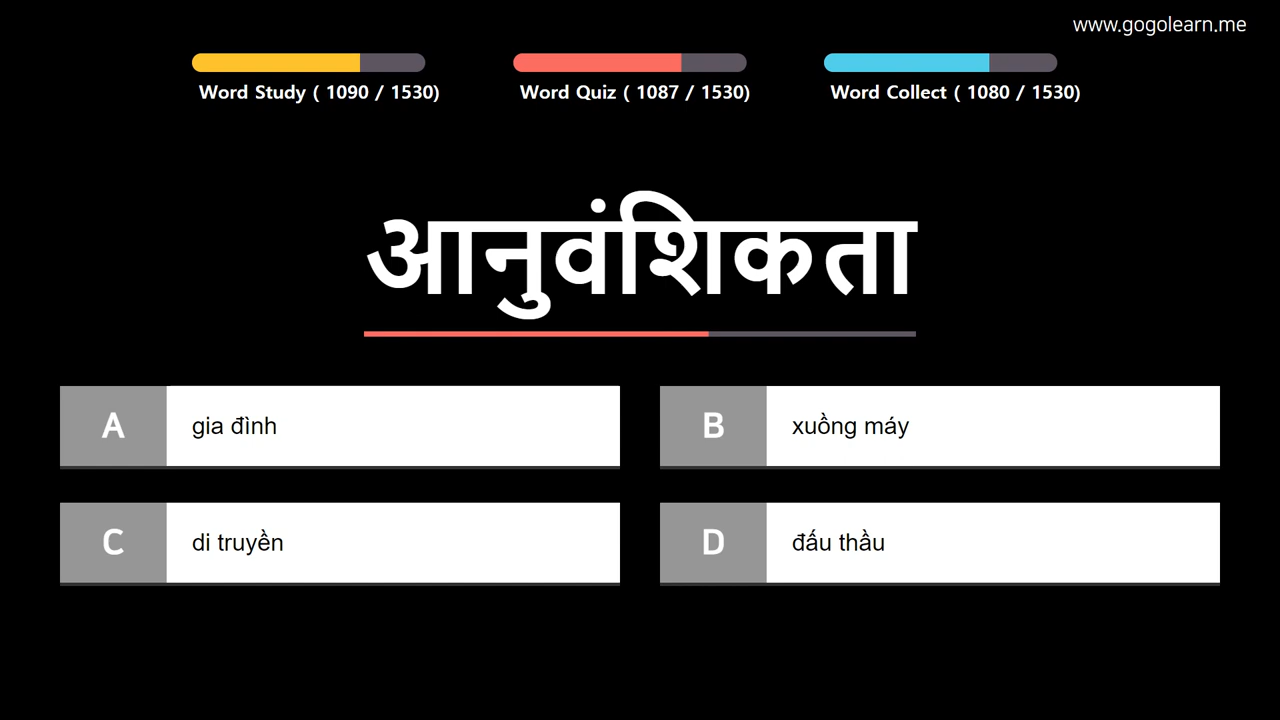 www.gogolearn.me
Word Study ( 1090 / 1530)
Word Quiz ( 1087 / 1530)
Word Collect ( 1080 / 1530)
आनुवंशिकता
A
gia đình
B
xuồng máy
C
di truyền
D
đấu thầu